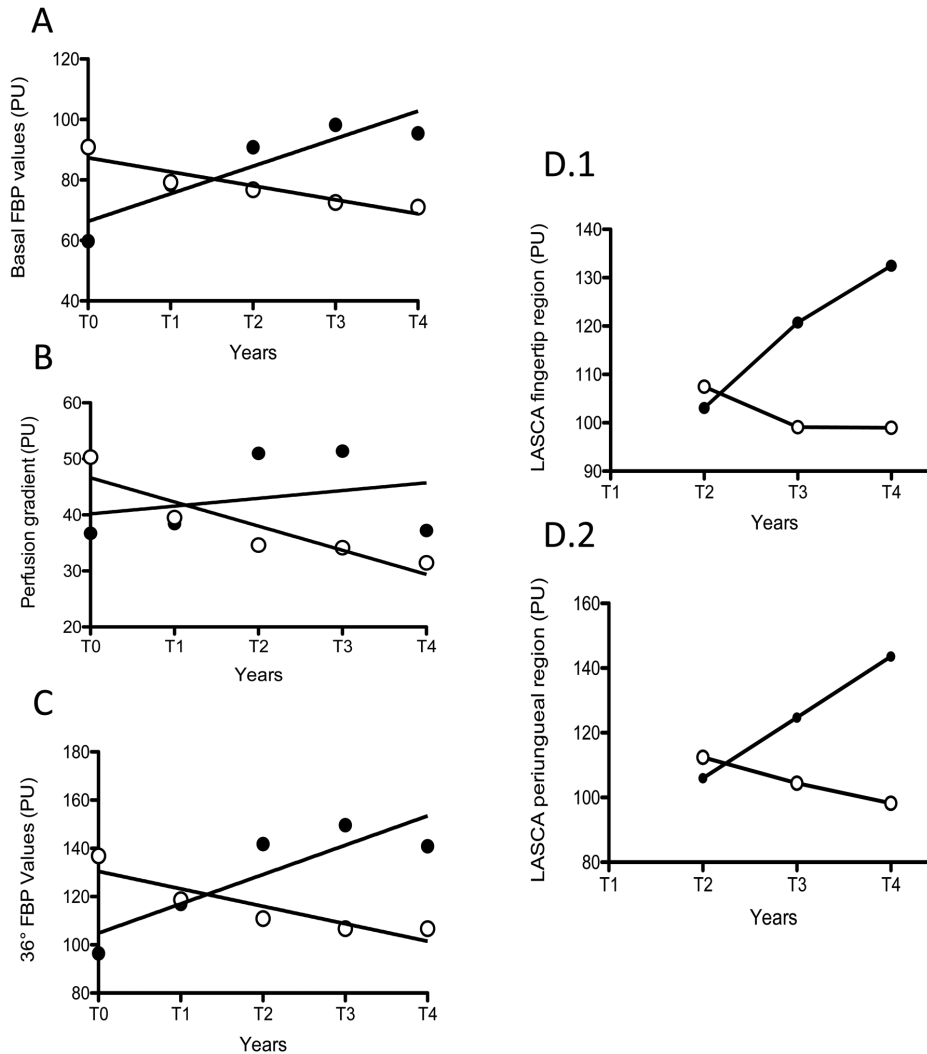 A
Basal FBP values (PU)
120
100
80
60
40
T0 T1 T2 T3 T4
Years
B
Perfusion gradient (PU)
60
50
40
30
20
T0 T1 T2 T3 T4
Years
C
36° FBP Values (PU)
180
160
140
120
100
80
T0 T1 T2 T3 T4
Years
D.1
LASCA fingertip region (PU)
140
130
120
110
100
90
T1 T2 T3 T4
Years
D.2
LASCA periungueal region (PU)
160
140
120
100
80
T1 T2 T3 T4
Years